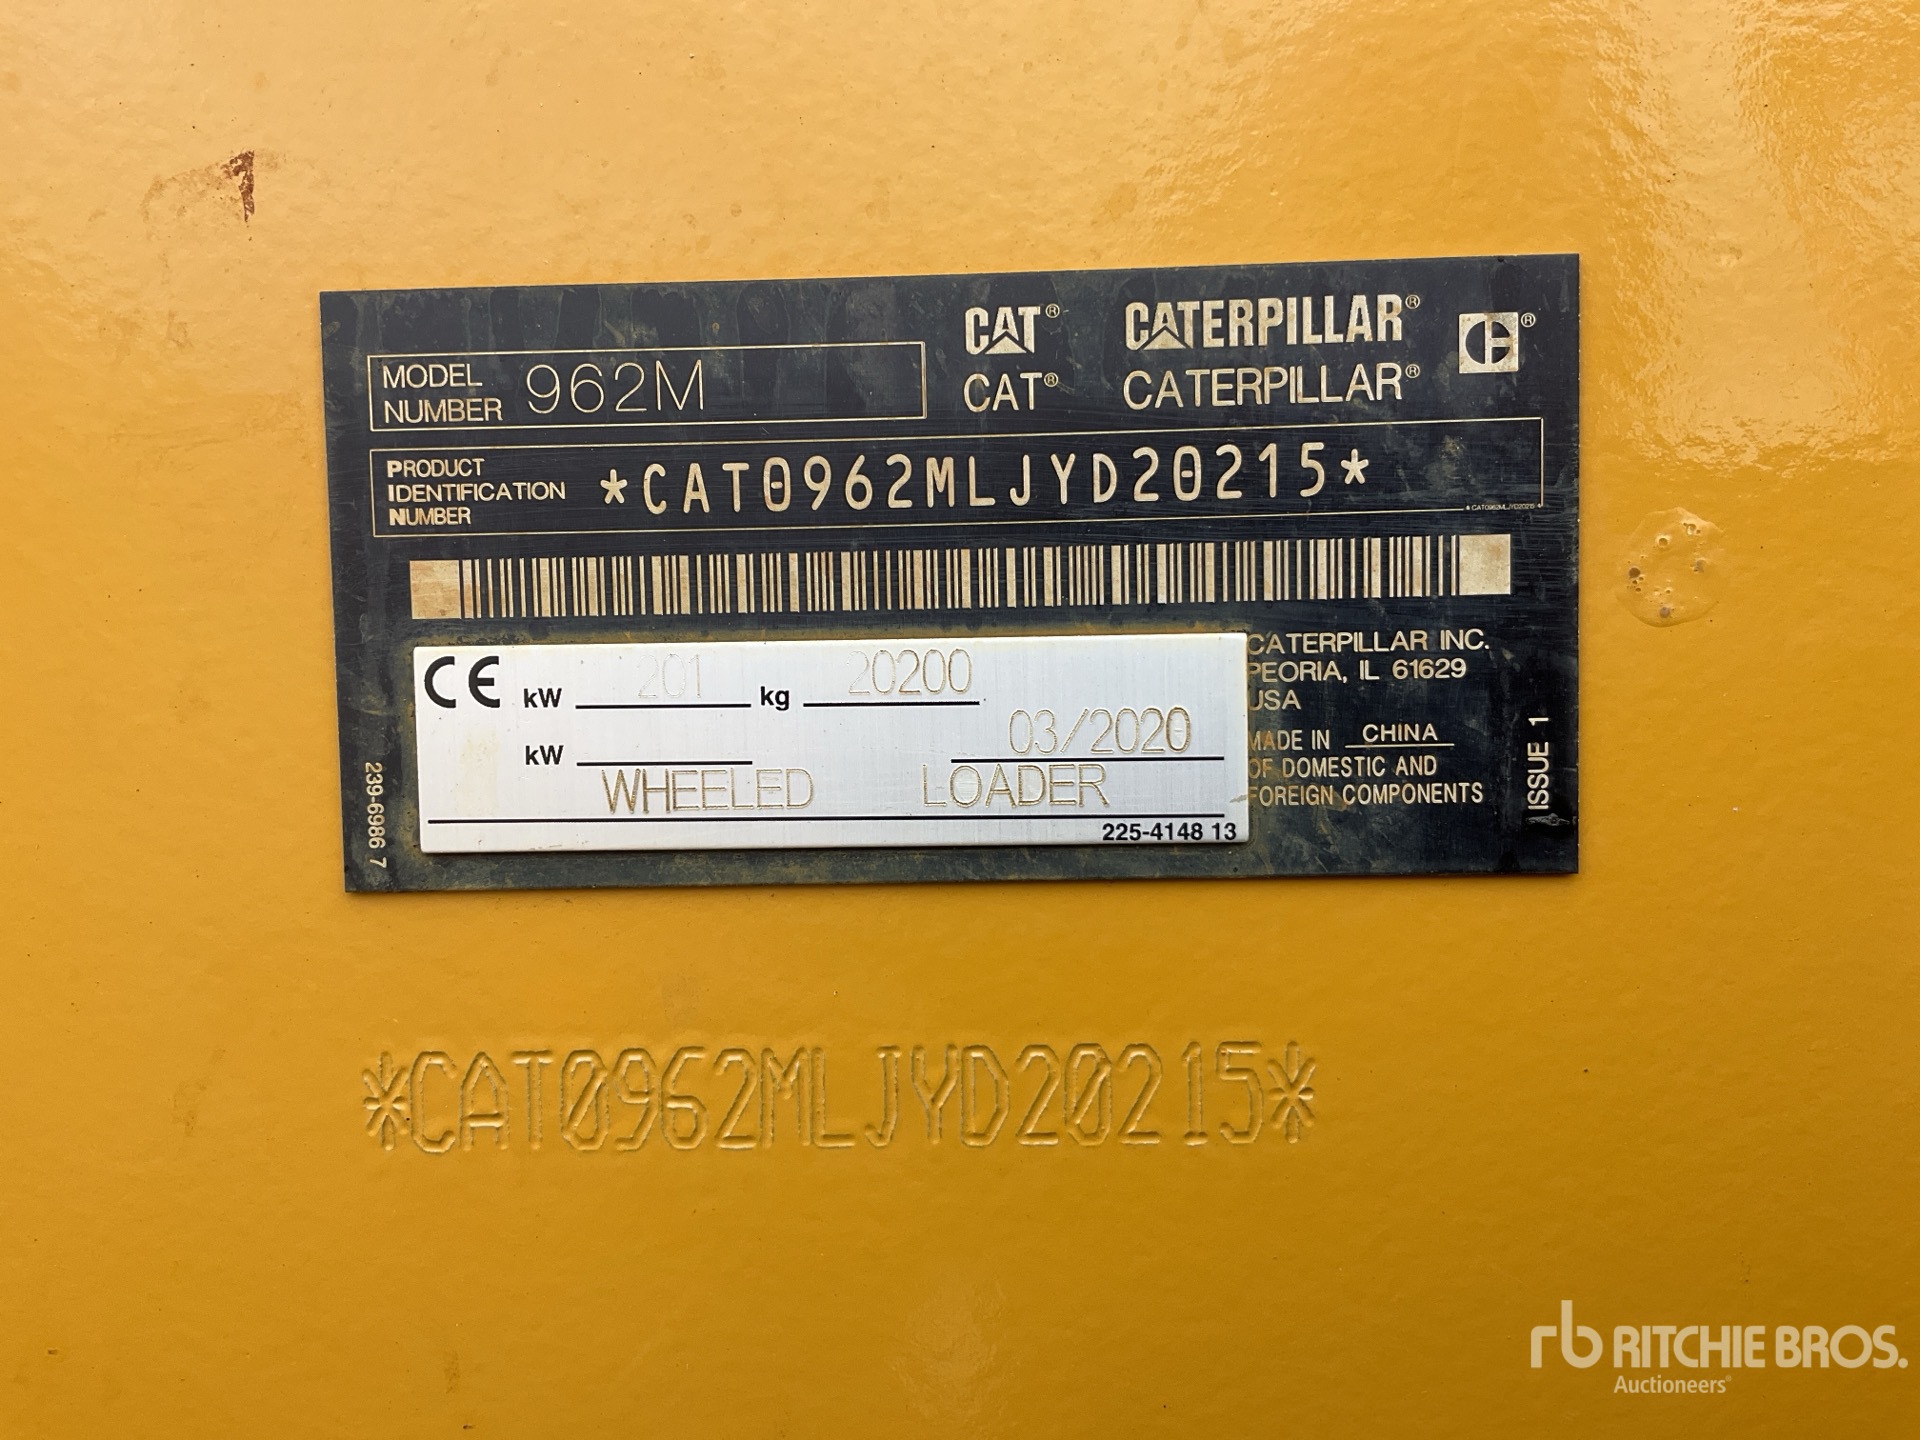 CAT® CATERPILLAR® ®
CAT® CATERPILLAR®
MODEL NUMBER 962M
PRODUCT IDENTIFICATION NUMBER *CAT0962MLJYD20215*
*CAT0962MLJYD20215*
CE kW 201 kg 20200
kW 03/2020
WHEELED LOADER
225-4148 13
CATERPILLAR INC.
PEORIA, IL 61629
USA
MADE IN CHINA
OF DOMESTIC AND
FOREIGN COMPONENTS
ISSUE 1
239-6986 7
*CAT0962MLJYD20215*
rb RITCHIE BROS.
Auctioneers®